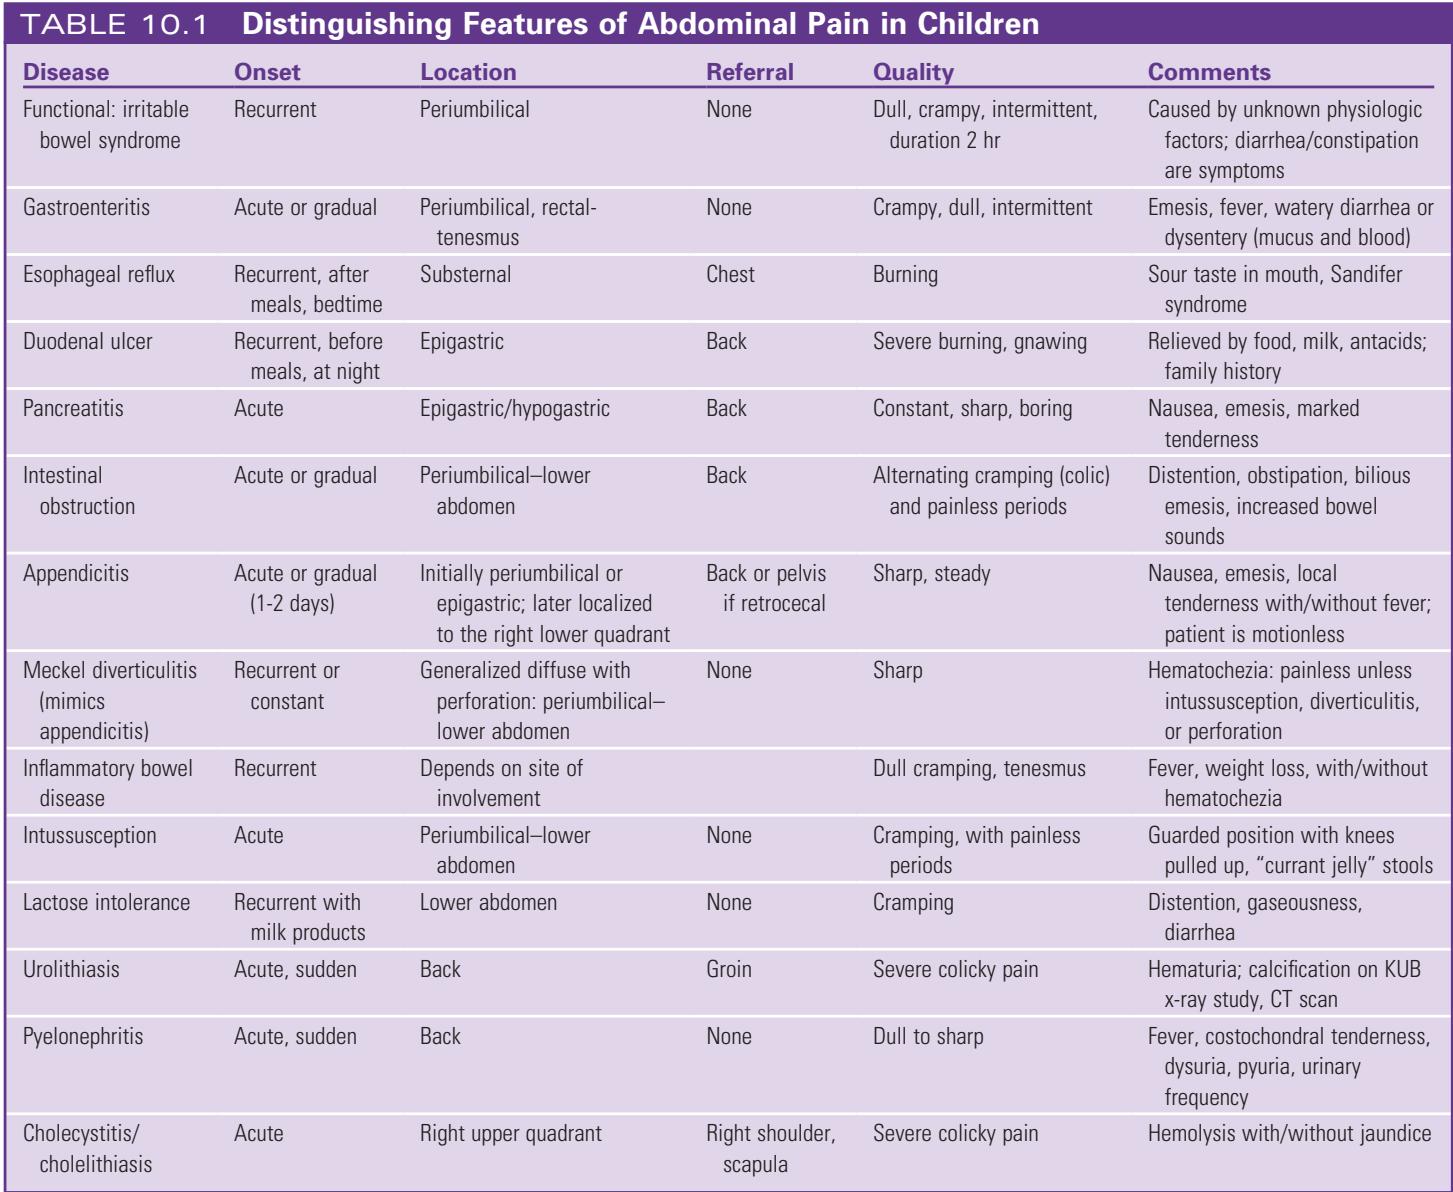 TABLE 10.1 Distinguishing Features of Abdominal Pain in Children
Disease Onset Location Referral Quality Comments
Functional: irritable Recurrent Periumbilical None Dull, crampy, intermittent, Caused by unknown physiologic
bowel syndrome duration 2 hr factors; diarrhea/constipation
are symptoms
Gastroenteritis Acute or gradual Periumbilical, rectal- None Crampy, dull, intermittent Emesis, fever, watery diarrhea or
tenesmus dysentery (mucus and blood)
Esophageal reflux Recurrent, after Substernal Chest Burning Sour taste in mouth, Sandifer
meals, bedtime syndrome
Duodenal ulcer Recurrent, before Epigastric Back Severe burning, gnawing Relieved by food, milk, antacids;
meals, at night family history
Pancreatitis Acute Epigastric/hypogastric Back Constant, sharp, boring Nausea, emesis, marked
tenderness
Intestinal Acute or gradual Periumbilical–lower Back Alternating cramping (colic) Distention, obstipation, bilious
obstruction abdomen and painless periods emesis, increased bowel
sounds
Appendicitis Acute or gradual Initially periumbilical or Back or pelvis Sharp, steady Nausea, emesis, local
(1-2 days) epigastric; later localized if retrocecal tenderness with/without fever;
to the right lower quadrant patient is motionless
Meckel diverticulitis Recurrent or Generalized diffuse with None Sharp Hematochezia: painless unless
(mimics constant perforation: periumbilical– intussusception, diverticulitis,
appendicitis) lower abdomen or perforation
Inflammatory bowel Recurrent Depends on site of Dull cramping, tenesmus Fever, weight loss, with/without
disease involvement hematochezia
Intussusception Acute Periumbilical–lower None Cramping, with painless Guarded position with knees
abdomen periods pulled up, “currant jelly” stools
Lactose intolerance Recurrent with Lower abdomen None Cramping Distention, gaseousness,
milk products diarrhea
Urolithiasis Acute, sudden Back Groin Severe colicky pain Hematuria; calcification on KUB
x-ray study, CT scan
Pyelonephritis Acute, sudden Back None Dull to sharp Fever, costochondral tenderness,
dysuria, pyuria, urinary
frequency
Cholecystitis/ Acute Right upper quadrant Right shoulder, Severe colicky pain Hemolysis with/without jaundice
cholelithiasis scapula